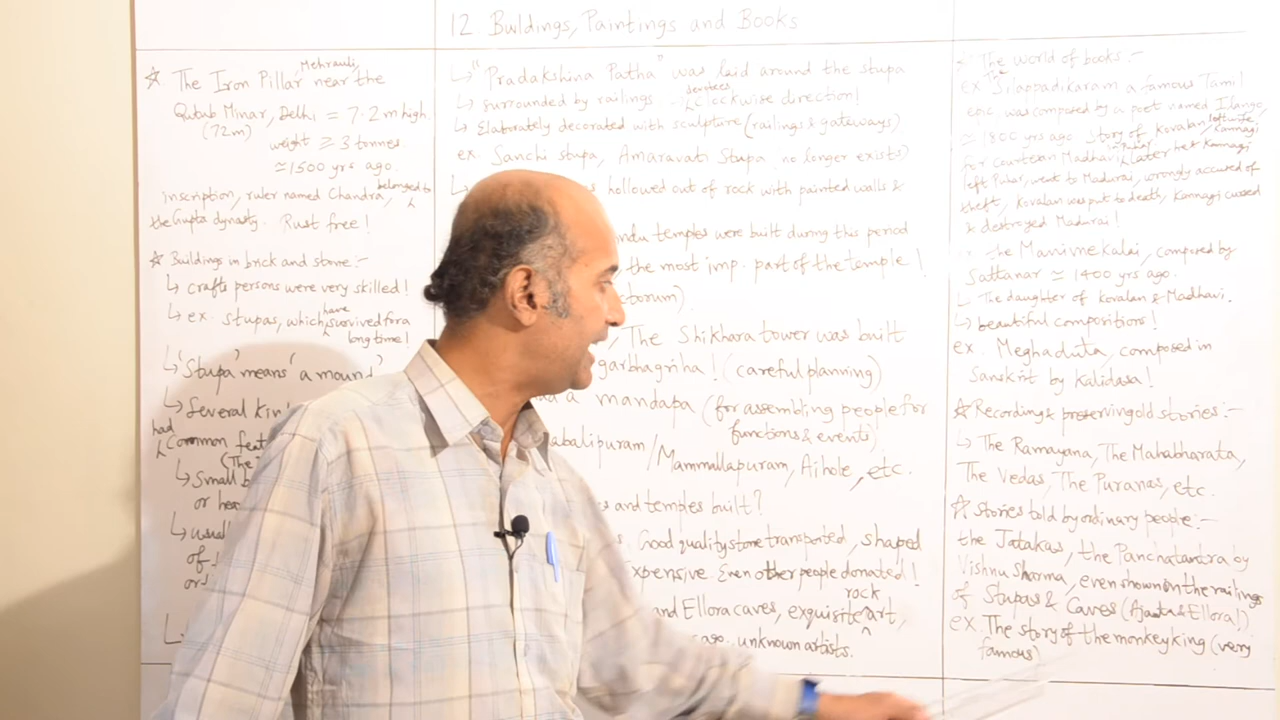 12 Buildings, Paintings and Books
☆ The Iron Pillar near the
Mehrauli,
Qutub Minar, Delhi = 7.2 m high.
(72m)
weight ≥ 3 tonnes.
≃1500 yrs ago.
inscription, ruler named Chandra, belonged to
the Gupta dynasty. Rust free!
☆ Buildings in brick and stone:-
↳ crafts persons were very skilled!
↳ ex. stupas, which have survived for a
long time!
↳ 'Stupa' means 'a mound'
↳ Several
had
Common
(The
↳ Small
or
↳
of
↳ "Pradakshina Patha" was laid around the stupa
↳ surrounded by railings → clockwise direction!
↳ Elaborately decorated with sculpture (railings & gateways)
ex. Sanchi stupa, Amaravati Stupa (no longer exists)
hollowed out of rock with painted walls &
temples were built during this period
the most imp. part of the temple!
The Shikhara tower was built
garbhagriha! (careful planning)
a mandapa (for assembling people for
functions & events)
/Mammallapuram, Aihole, etc.
and temples built?
Good quality stone transported, shaped
Even other people donated!
and Ellora caves, exquisite rock art,
ago, unknown artists.
The world of books:-
ex. The Silappadikaram a famous Tamil
epic, was composed by a poet named Ilango,
≃ 1800 yrs ago. Story of Kovalan left wife, Kannagi
for courtesan Madhavi in Puhar, Later he & Kannagi
left Puhar, went to Madurai, wrongly accused of
theft, Kovalan was put to death, Kannagi cursed
& destroyed Madurai!
the Manimekalai, composed by
Sattanar ≃ 1400 yrs ago.
↳ The daughter of Kovalan & Madhavi.
↳ beautiful compositions!
ex. Meghaduta, composed in
Sanskrit by Kalidasa!
☆ Recording & preserving old stories:-
↳ The Ramayana, The Mahabharata,
The Vedas, The Puranas, etc.
☆ Stories told by ordinary people:-
the Jatakas, the Panchatantra by
Vishnu Sharma, even shown on the railings
of Stupas & Caves (Ajanta & Ellora).
ex. The story of the monkey king (very
famous)